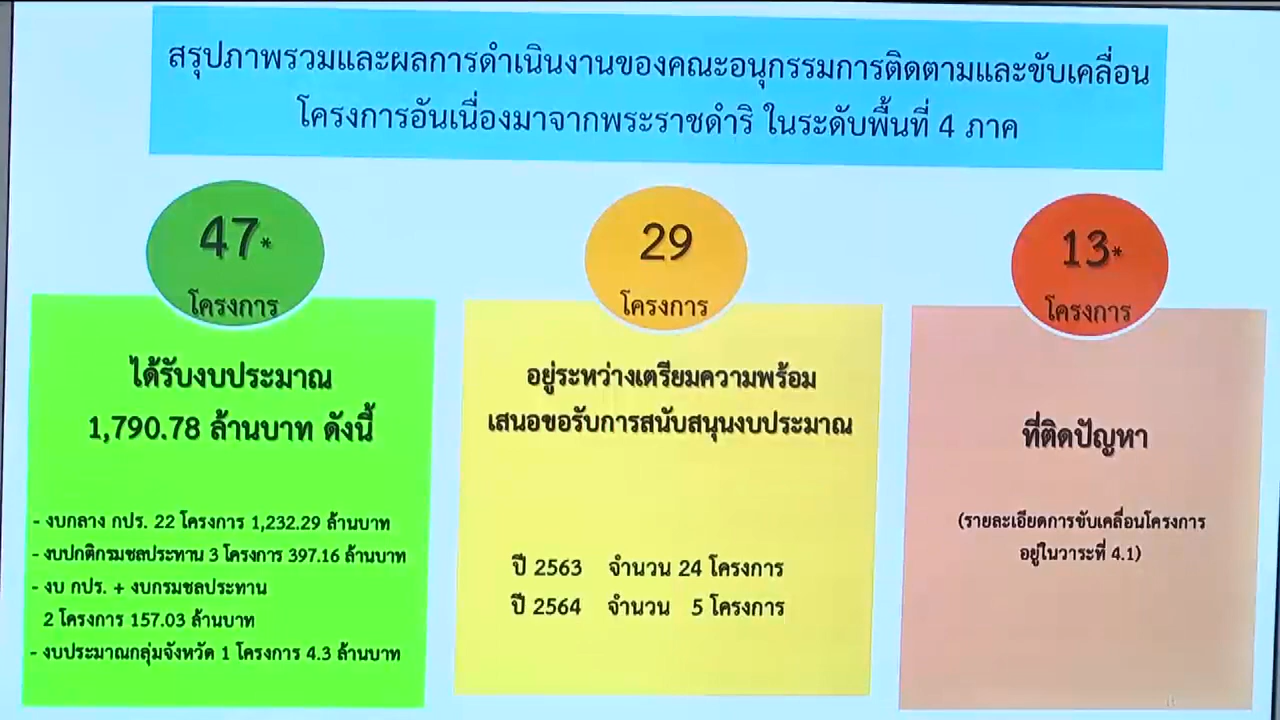 สรุปภาพรวมและผลการดำเนินงานของคณะอนุกรรมการติดตามและขับเคลื่อน
โครงการอันเนื่องมาจากพระราชดำริ ในระดับพื้นที่ 4 ภาค
47*
โครงการ
ได้รับงบประมาณ
1,790.78 ล้านบาท ดังนี้
- งบกลาง กปร. 22 โครงการ 1,232.29 ล้านบาท
- งบปกติกรมชลประทาน 3 โครงการ 397.16 ล้านบาท
- งบ กปร. + งบกรมชลประทาน
2 โครงการ 157.03 ล้านบาท
- งบประมาณกลุ่มจังหวัด 1 โครงการ 4.3 ล้านบาท
29
โครงการ
อยู่ระหว่างเตรียมความพร้อม
เสนอขอรับการสนับสนุนงบประมาณ
ปี 2563 จำนวน 24 โครงการ
ปี 2564 จำนวน 5 โครงการ
13*
โครงการ
ที่ติดปัญหา
(รายละเอียดการขับเคลื่อนโครงการ
อยู่ในวาระที่ 4.1)